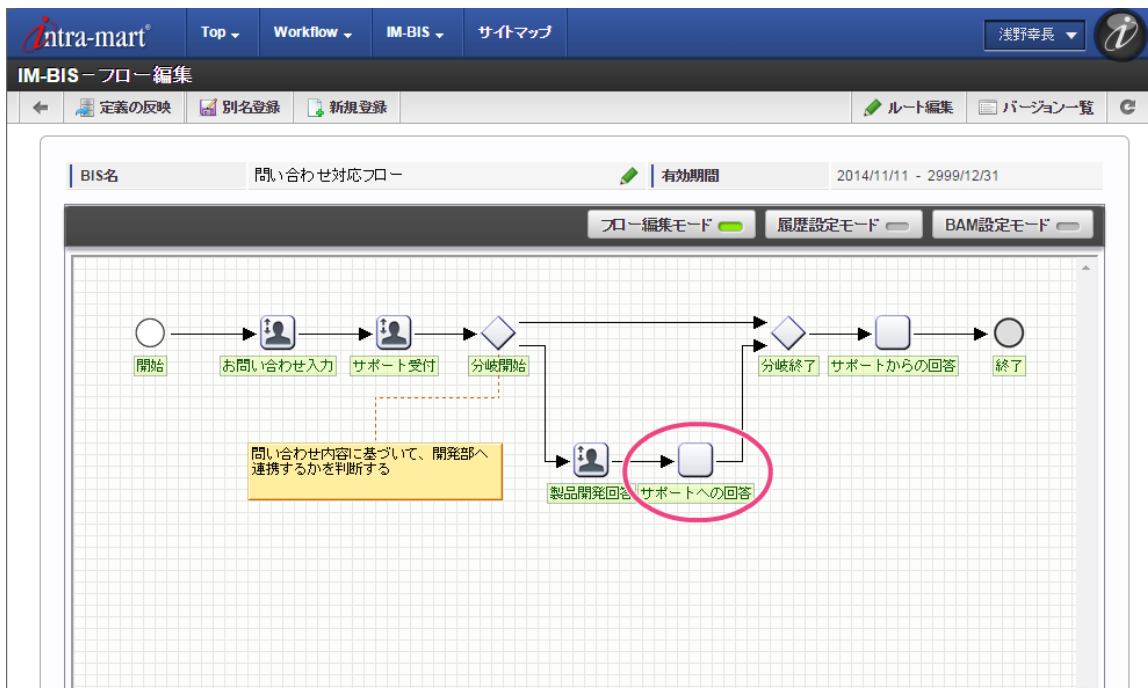 intra-mart®
Top
Workflow
IM-BIS
サイトマップ
浅野幸長
IM-BIS－フロー編集
定義の反映
別名登録
新規登録
ルート編集
バージョン一覧
BIS名
問い合わせ対応フロー
有効期間
2014/11/11 - 2999/12/31
フロー編集モード
履歴設定モード
BAM設定モード
開始
お問い合わせ入力
サポート受付
分岐開始
分岐終了
サポートからの回答
終了
問い合わせ内容に基づいて、開発部へ
連携するかを判断する
製品開発回答
サポートへの回答